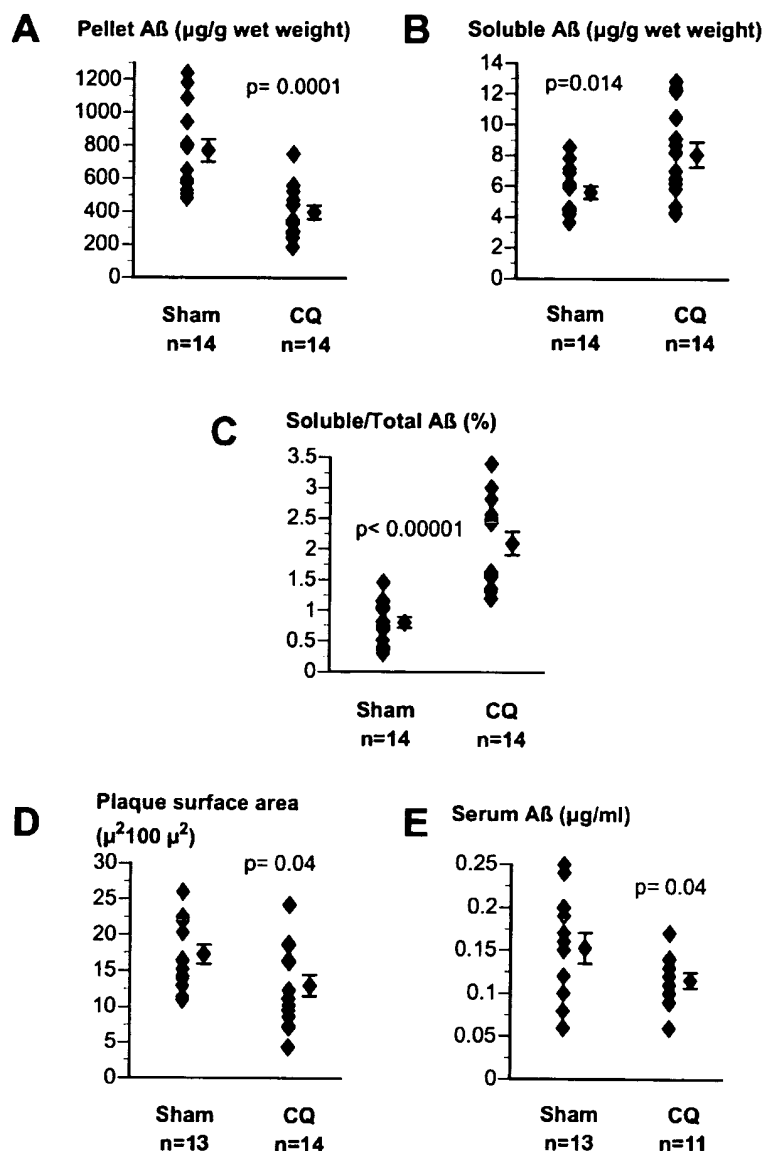 A Pellet Aß (µg/g wet weight)
p= 0.0001
1200
1000
800
600
400
200
0
Sham CQ
n=14 n=14
B Soluble Aß (µg/g wet weight)
p=0.014
14
12
10
8
6
4
2
0
Sham CQ
n=14 n=14
C Soluble/Total Aß (%)
p< 0.00001
3.5
3
2.5
2
1.5
1
0.5
0
Sham CQ
n=14 n=14
D Plaque surface area
(µ²100 µ²)
p= 0.04
30
25
20
15
10
5
0
Sham CQ
n=13 n=14
E Serum Aß (µg/ml)
p= 0.04
0.25
0.2
0.15
0.1
0.05
0
Sham CQ
n=13 n=11